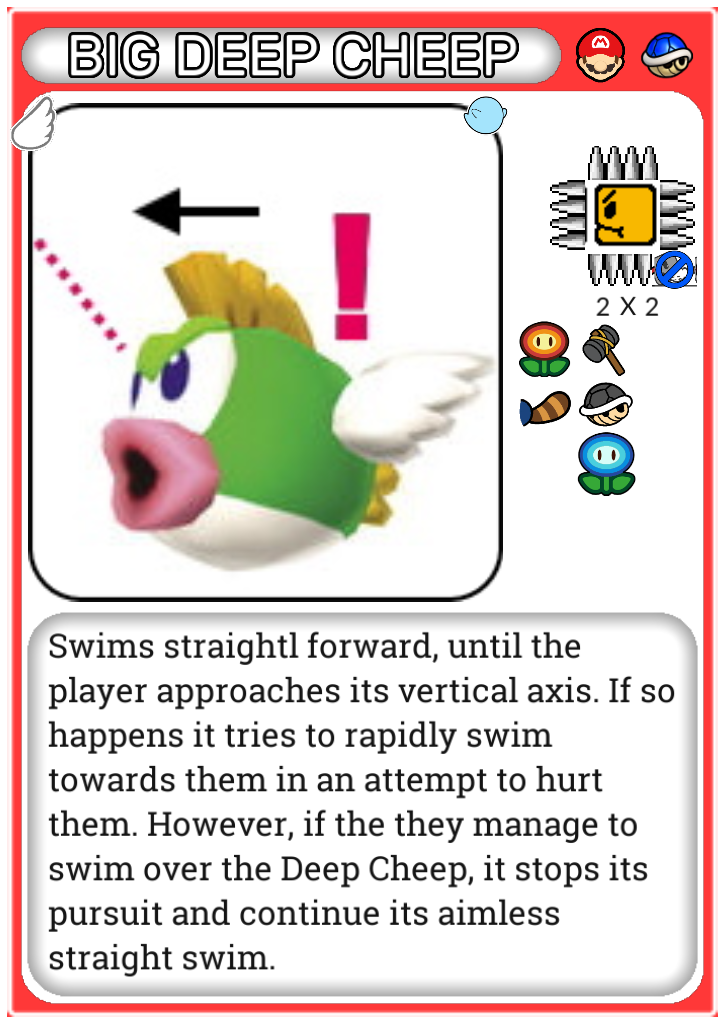 BIG DEEP CHEEP
!
2 X 2
Swims straightl forward, until the
player approaches its vertical axis. If so
happens it tries to rapidly swim
towards them in an attempt to hurt
them. However, if the they manage to
swim over the Deep Cheep, it stops its
pursuit and continue its aimless
straight swim.